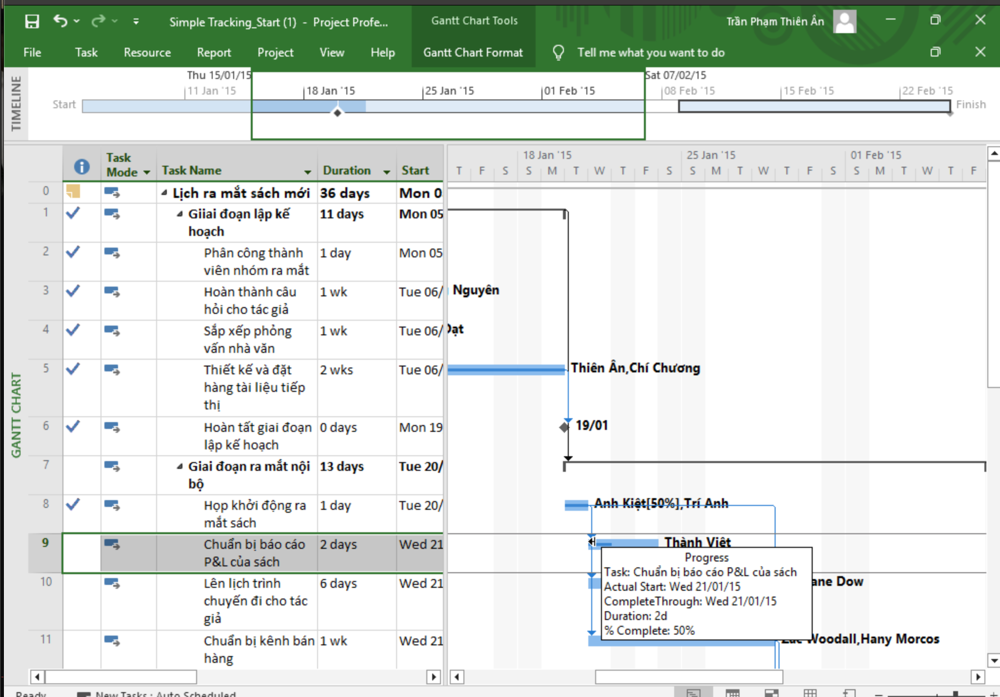 Simple Tracking_Start (1) - Project Profe...
Gantt Chart Tools
Trần Phạm Thiên Ân
File
Task
Resource
Report
Project
View
Help
Gantt Chart Format
Tell me what you want to do
TIMELINE
Thu 15/01/15
Sat 07/02/15
11 Jan '15
18 Jan '15
25 Jan '15
01 Feb '15
08 Feb '15
15 Feb '15
22 Feb '15
Start
Finish
GANTT CHART
Task Mode
Task Name
Duration
Start
18 Jan '15
25 Jan '15
01 Feb '15
T F S S M T W T F S S M T W T F S S M T W T F
0 Lịch ra mắt sách mới 36 days Mon 0
1 Giiai đoạn lập kế 11 days Mon 05
hoạch
2 Phân công thành 1 day Mon 05
viên nhóm ra mắt
3 Hoàn thành câu 1 wk Tue 06/ Nguyên
hỏi cho tác giả
4 Sắp xếp phỏng 1 wk Tue 06/ Đạt
vấn nhà văn
5 Thiết kế và đặt 2 wks Tue 06/ Thiên Ân,Chí Chương
hàng tài liệu tiếp
thị
6 Hoàn tất giai đoạn 0 days Mon 19 19/01
lập kế hoạch
7 Giai đoạn ra mắt nội 13 days Tue 20/
bộ
8 Họp khởi động ra 1 day Tue 20/ Anh Kiệt[50%],Trí Anh
mắt sách
9 Chuẩn bị báo cáo 2 days Wed 21 Thành Việt
P&L của sách
10 Lên lịch trình 6 days Wed 21 ane Dow
chuyến đi cho tác
giả
11 Chuẩn bị kênh bán 1 wk Wed 21 Woodall,Hany Morcos
hàng
Progress
Task: Chuẩn bị báo cáo P&L của sách
Actual Start: Wed 21/01/15
CompleteThrough: Wed 21/01/15
Duration: 2d
% Complete: 50%
Ready
New Tasks : Auto Scheduled